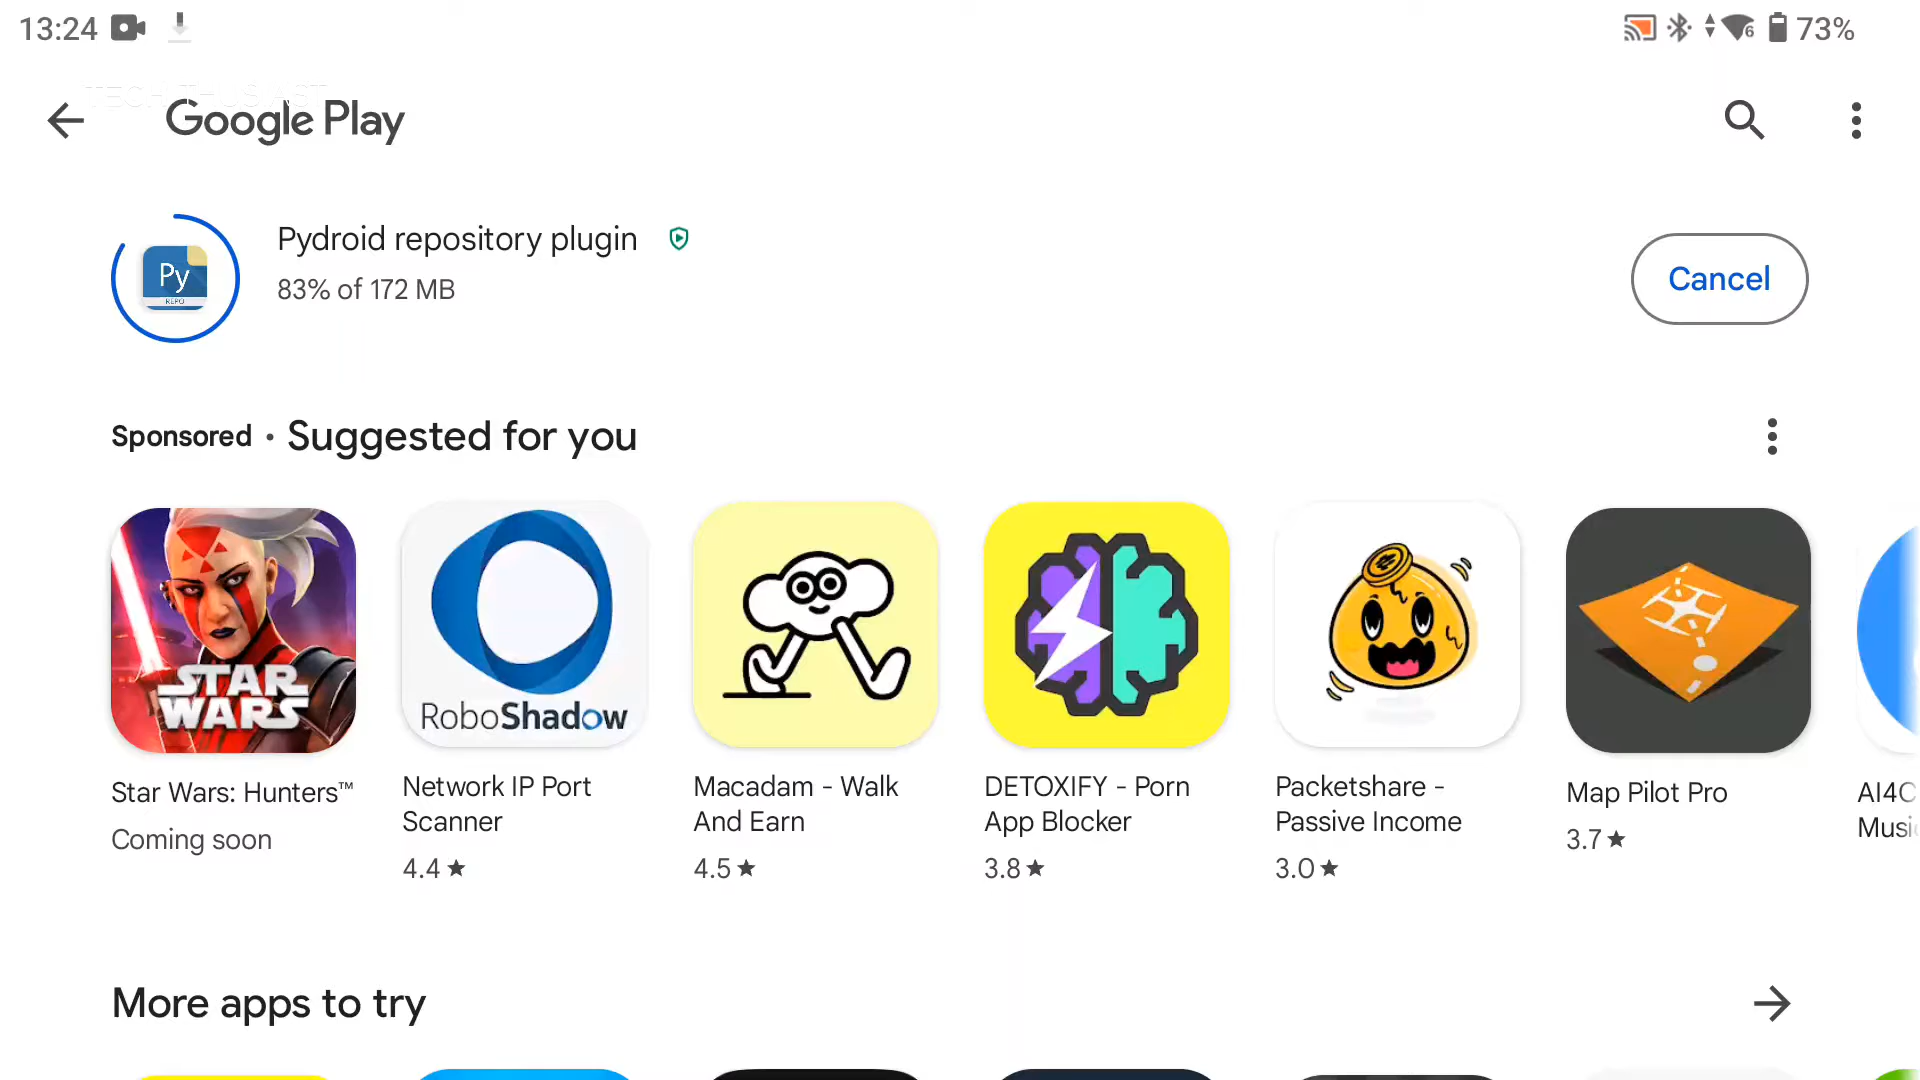 13:24
6 73%
Google Play
Pydroid repository plugin
83% of 172 MB
Cancel
Py
REPO
Sponsored • Suggested for you
STAR
WARS
RoboShadow
Star Wars: Hunters™
Coming soon
Network IP Port
Scanner
4.4 ★
Macadam - Walk
And Earn
4.5 ★
DETOXIFY - Porn
App Blocker
3.8 ★
Packetshare -
Passive Income
3.0 ★
Map Pilot Pro
3.7 ★
AI4C
Musi
More apps to try